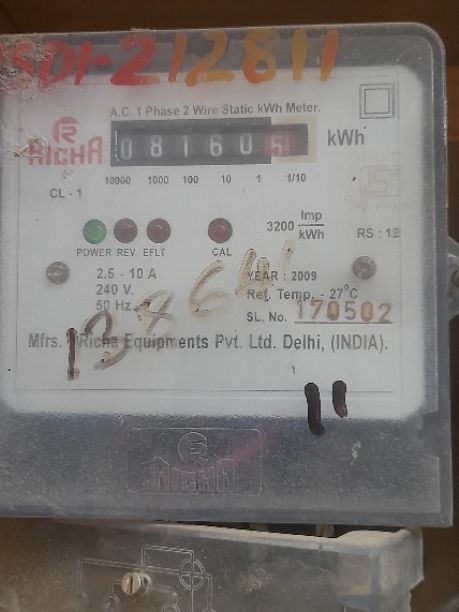 SDI-212811
A.C. 1 Phase 2 Wire Static kWh Meter.
RICHA
081605 kWh
10000 1000 100 10 1 1/10
CL - 1
3200 Imp/kWh
RS : 12
POWER REV. EFLT CAL
2.5 - 10 A
240 V.
50 Hz
YEAR : 2009
Ref. Temp. - 27°C
SL. No. 170502
Mfrs. : Richa Equipments Pvt. Ltd. Delhi, (INDIA).
RICHA